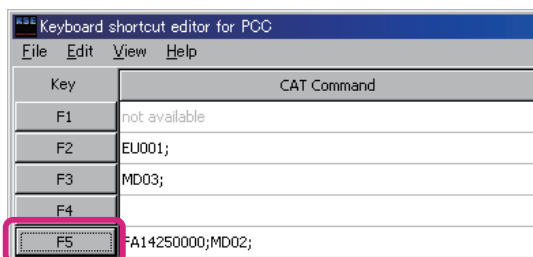 KSE Keyboard shortcut editor for PCC
File Edit View Help
Key CAT Command
F1 not available
F2 EU001;
F3 MD03;
F4
F5 FA14250000;MD02;